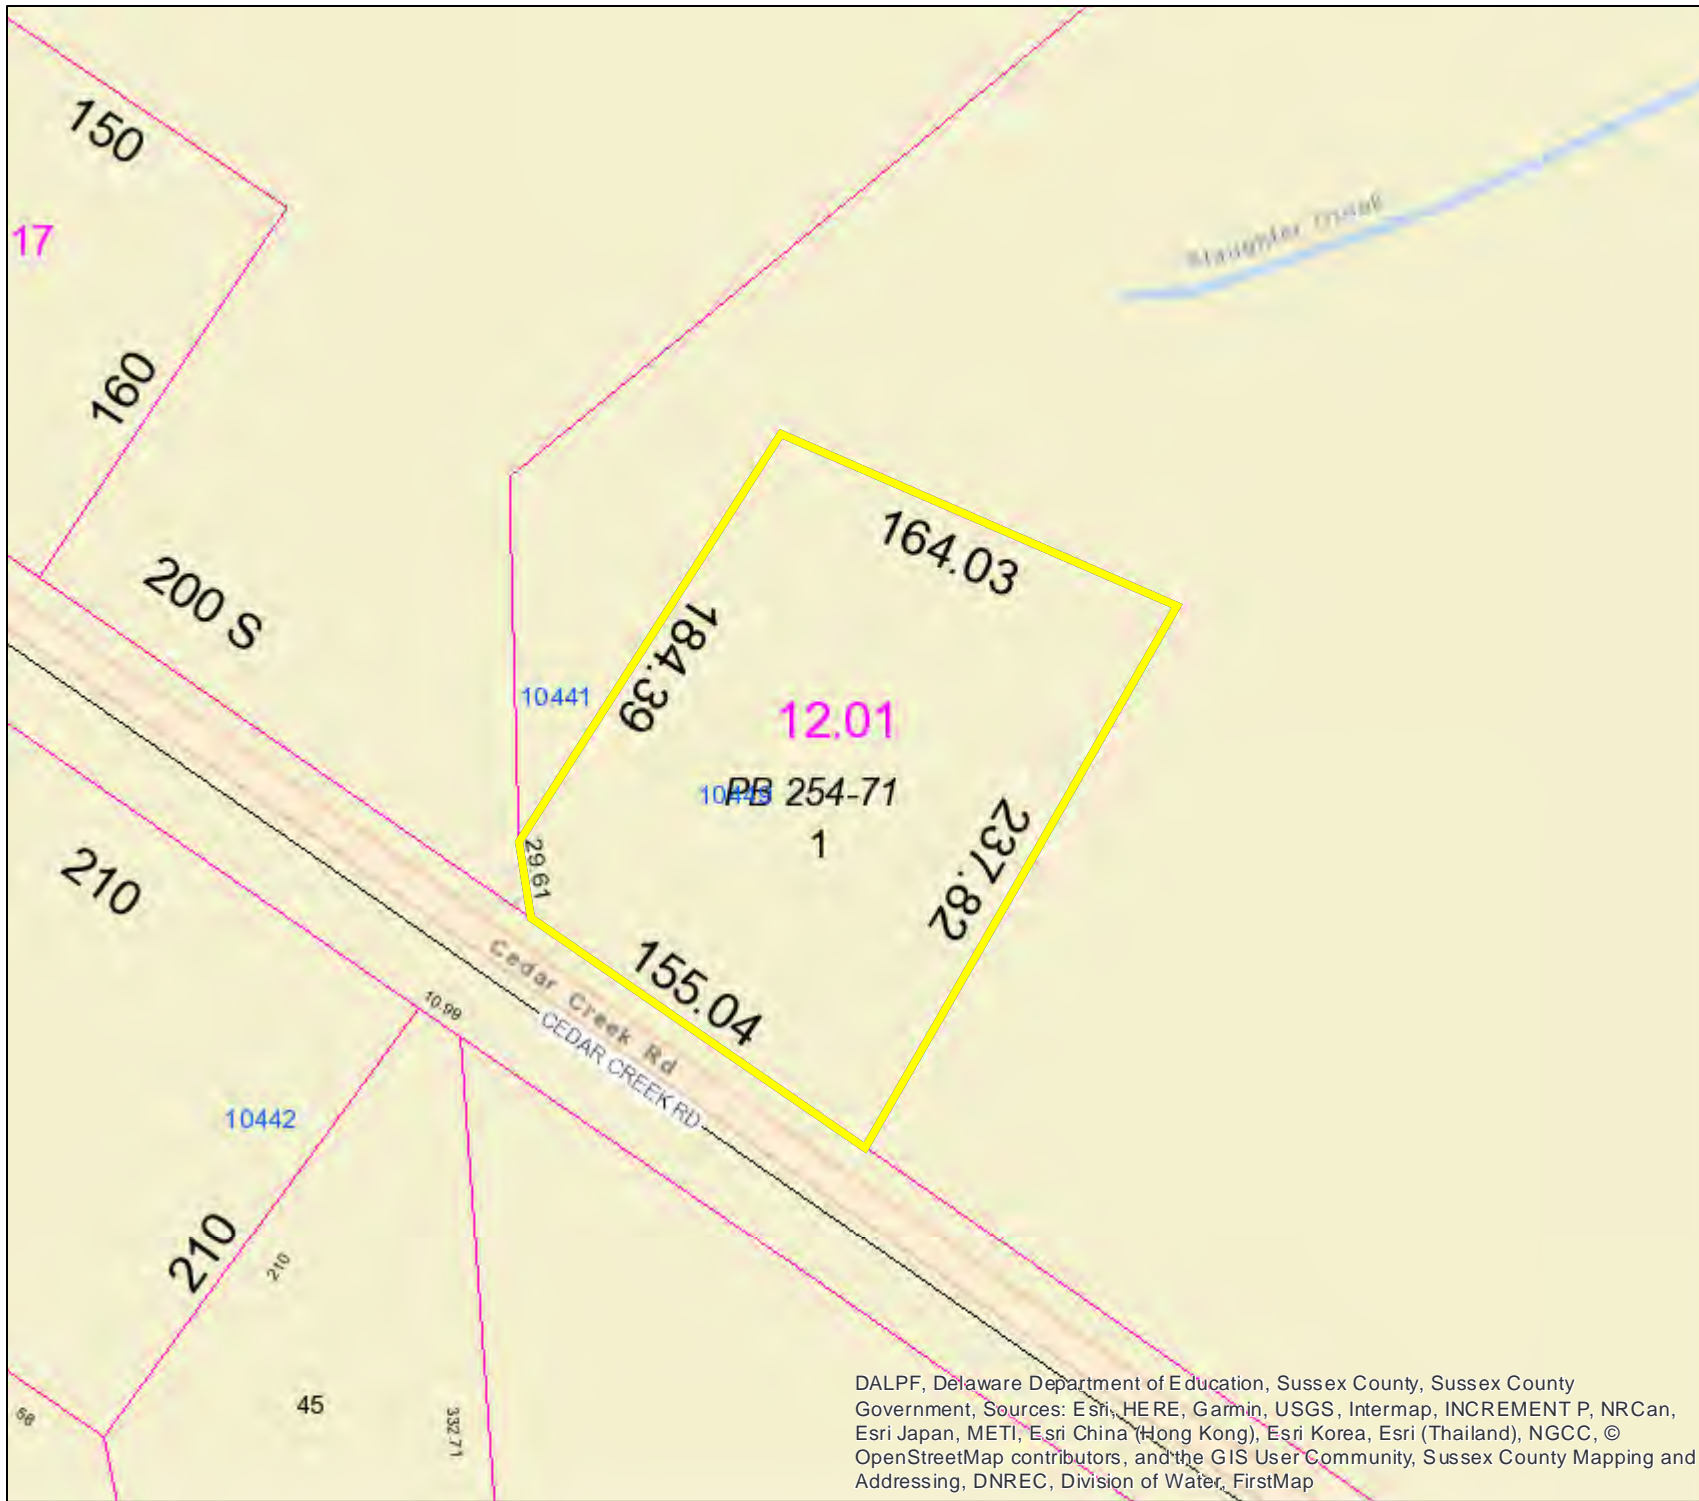 150
17
160
200 S
Slaughter
164.03
184.39
10441
12.01
PB 254-71
1
237.82
29.61
155.04
210
Cedar Creek Rd
CEDAR CREEK RD
10.99
10442
210
210
45
332.71
DALPF, Delaware Department of Education, Sussex County, Sussex County
Government, Sources: Esri, HERE, Garmin, USGS, Intermap, INCREMENT P, NRCan,
Esri Japan, METI, Esri China (Hong Kong), Esri Korea, Esri (Thailand), NGCC, ©
OpenStreetMap contributors, and the GIS User Community, Sussex County Mapping and
Addressing, DNREC, Division of Water, FirstMap